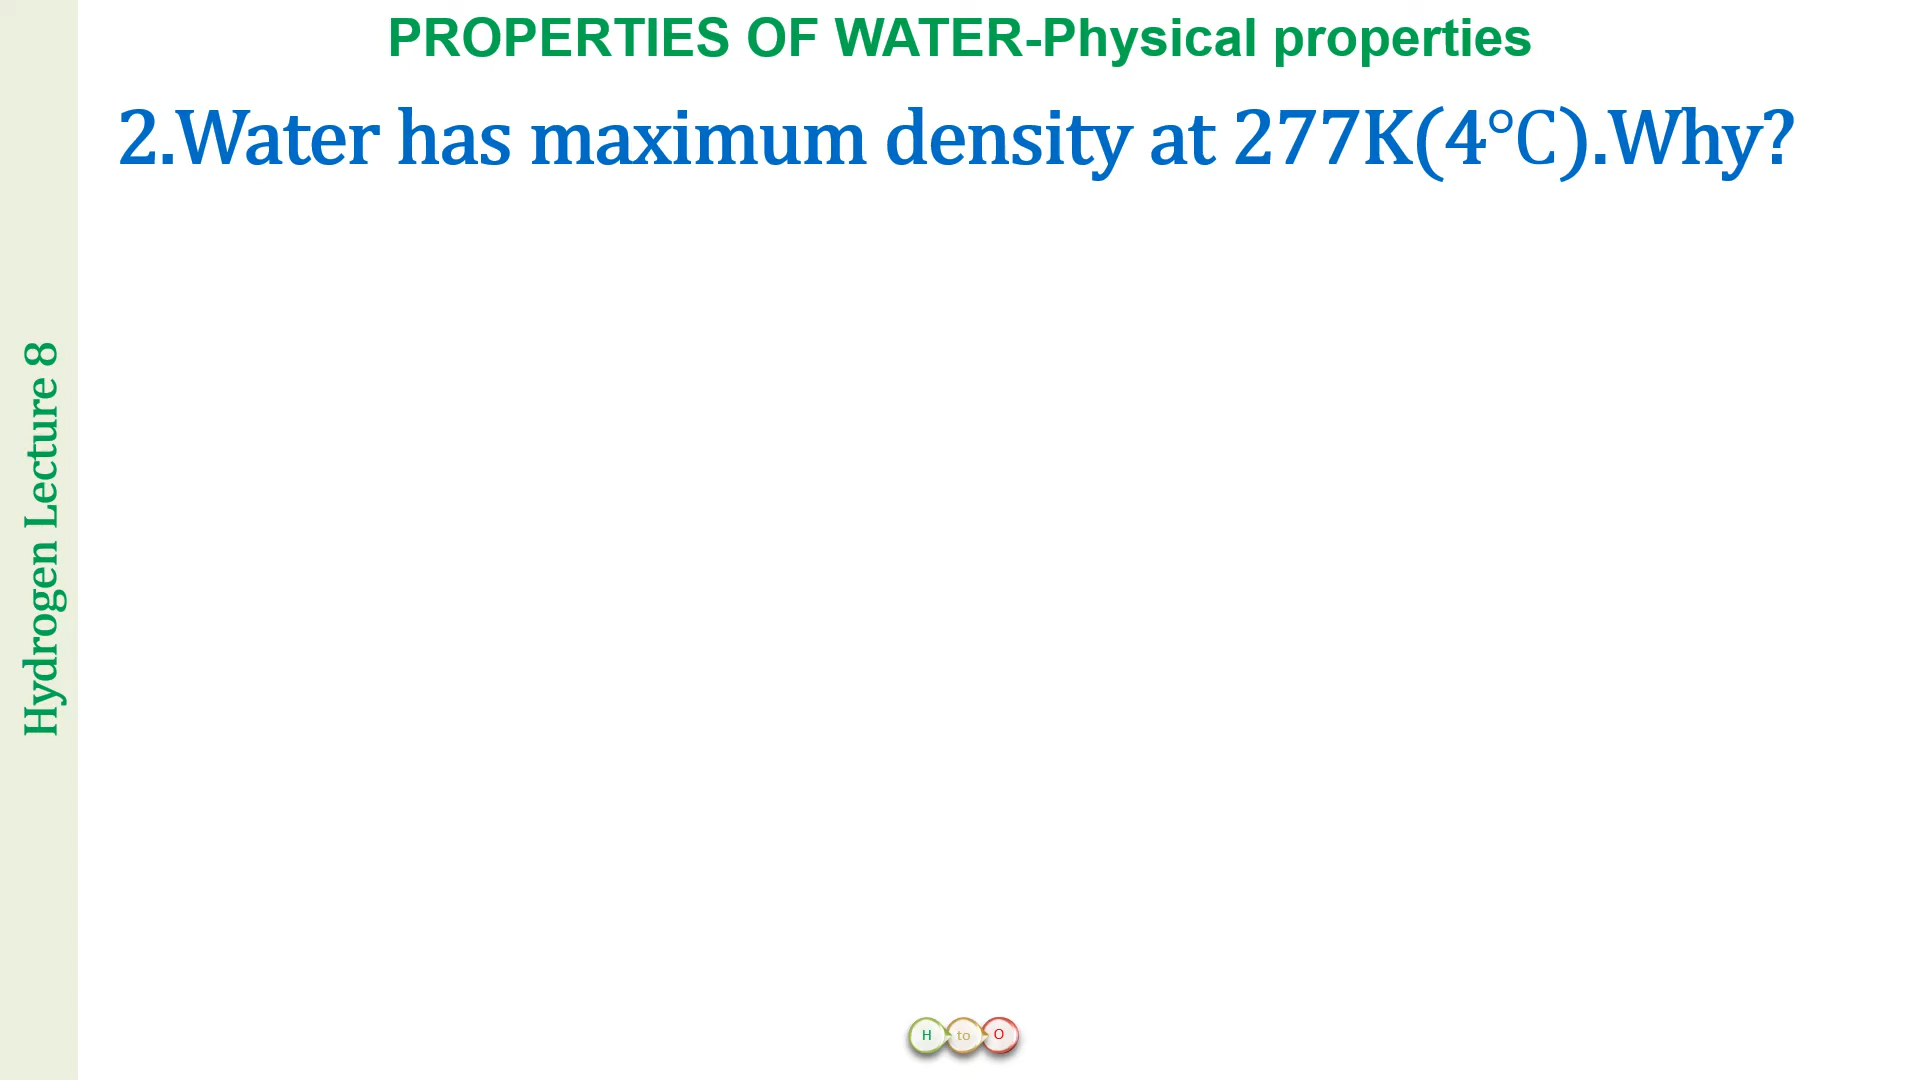 PROPERTIES OF WATER-Physical properties
2.Water has maximum density at 277K(4°C).Why?
Hydrogen Lecture 8
H to O